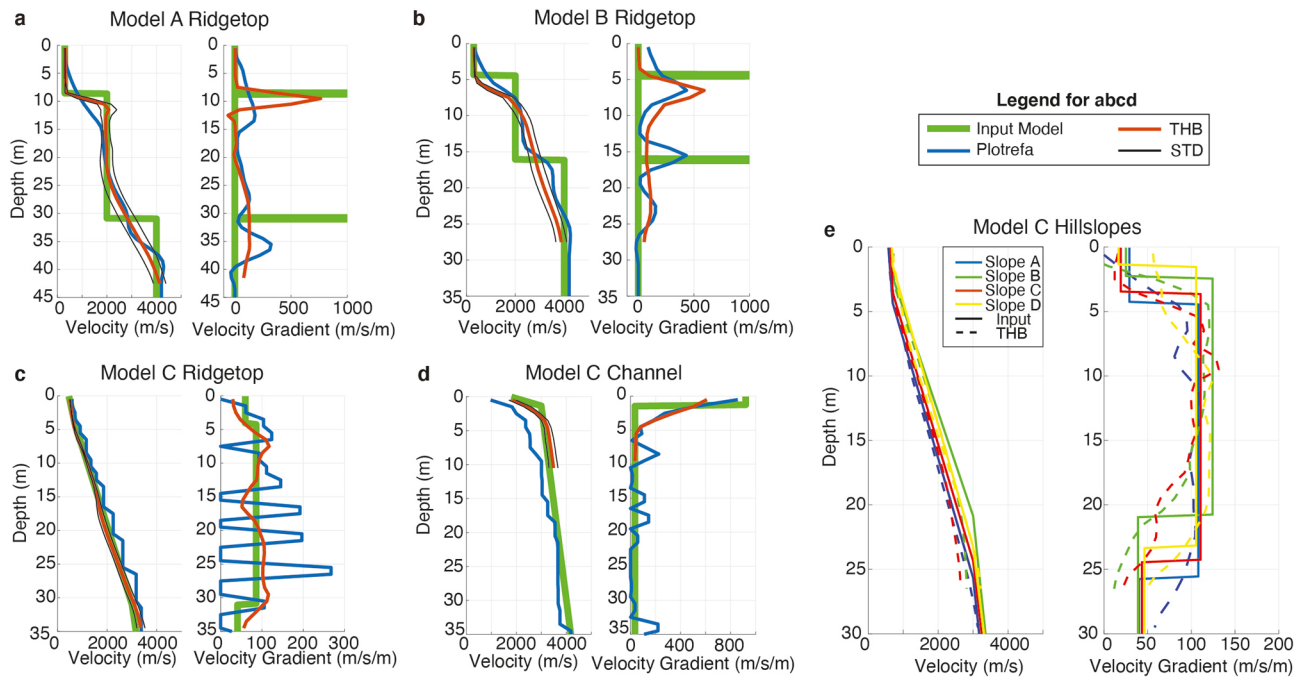 a
Model A Ridgetop
0
5
10
15
20
25
30
35
40
45
Depth (m)
0 2000 4000
Velocity (m/s)
0
5
10
15
20
25
30
35
40
45
0 500 1000
Velocity Gradient (m/s/m)
b
Model B Ridgetop
0
5
10
15
20
25
30
35
Depth (m)
0 2000 4000
Velocity (m/s)
0
5
10
15
20
25
30
35
0 500 1000
Velocity Gradient (m/s/m)
Legend for abcd
Input Model
THB
Plotrefa
STD
c
Model C Ridgetop
0
5
10
15
20
25
30
35
Depth (m)
0 2000 4000
Velocity (m/s)
0
5
10
15
20
25
30
35
0 100 200 300
Velocity Gradient (m/s/m)
d
Model C Channel
0
5
10
15
20
25
30
35
Depth (m)
0 2000 4000
Velocity (m/s)
0
5
10
15
20
25
30
35
0 400 800
Velocity Gradient (m/s/m)
e
Model C Hillslopes
Slope A
Slope B
Slope C
Slope D
Input
THB
0
5
10
15
20
25
30
Depth (m)
0 2000 4000
Velocity (m/s)
0
5
10
15
20
25
30
0 50 100 150 200
Velocity Gradient (m/s/m)